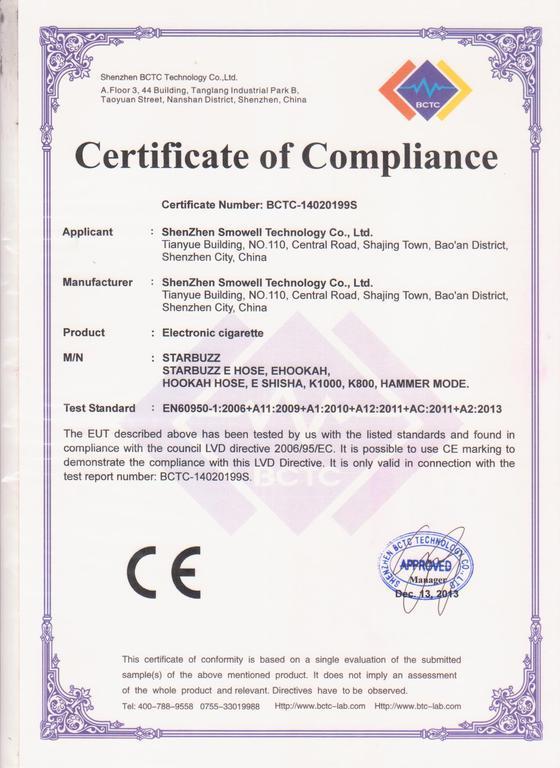 Shenzhen BCTC Technology Co.,Ltd.
A.Floor 3, 44 Building, Tanglang Industrial Park B,
Taoyuan Street, Nanshan District, Shenzhen, China
BCTC
Certificate of Compliance
Certificate Number: BCTC-14020199S
Applicant : ShenZhen Smowell Technology Co., Ltd.
Tianyue Building, NO.110, Central Road, Shajing Town, Bao'an District,
Shenzhen City, China
Manufacturer : ShenZhen Smowell Technology Co., Ltd.
Tianyue Building, NO.110, Central Road, Shajing Town, Bao'an District,
Shenzhen City, China
Product : Electronic cigarette
M/N : STARBUZZ
STARBUZZ E HOSE, EHOOKAH,
HOOKAH HOSE, E SHISHA, K1000, K800, HAMMER MODE.
Test Standard : EN60950-1:2006+A11:2009+A1:2010+A12:2011+AC:2011+A2:2013
The EUT described above has been tested by us with the listed standards and found in
compliance with the council LVD directive 2006/95/EC. It is possible to use CE marking to
demonstrate the compliance with this LVD Directive. It is only valid in connection with the
test report number: BCTC-14020199S.
BCTC
CE
SHENZHEN BCTC TECHNOLOGY CO., LTD
APPROVED
Manager
Dec. 13, 2013
This certificate of conformity is based on a single evaluation of the submitted
sample(s) of the above mentioned product. It does not imply an assessment
of the whole product and relevant. Directives have to be observed.
Tel: 400-788-9558 0755-33019988 Http://www.bctc-lab.com Http://www.btc-lab.com